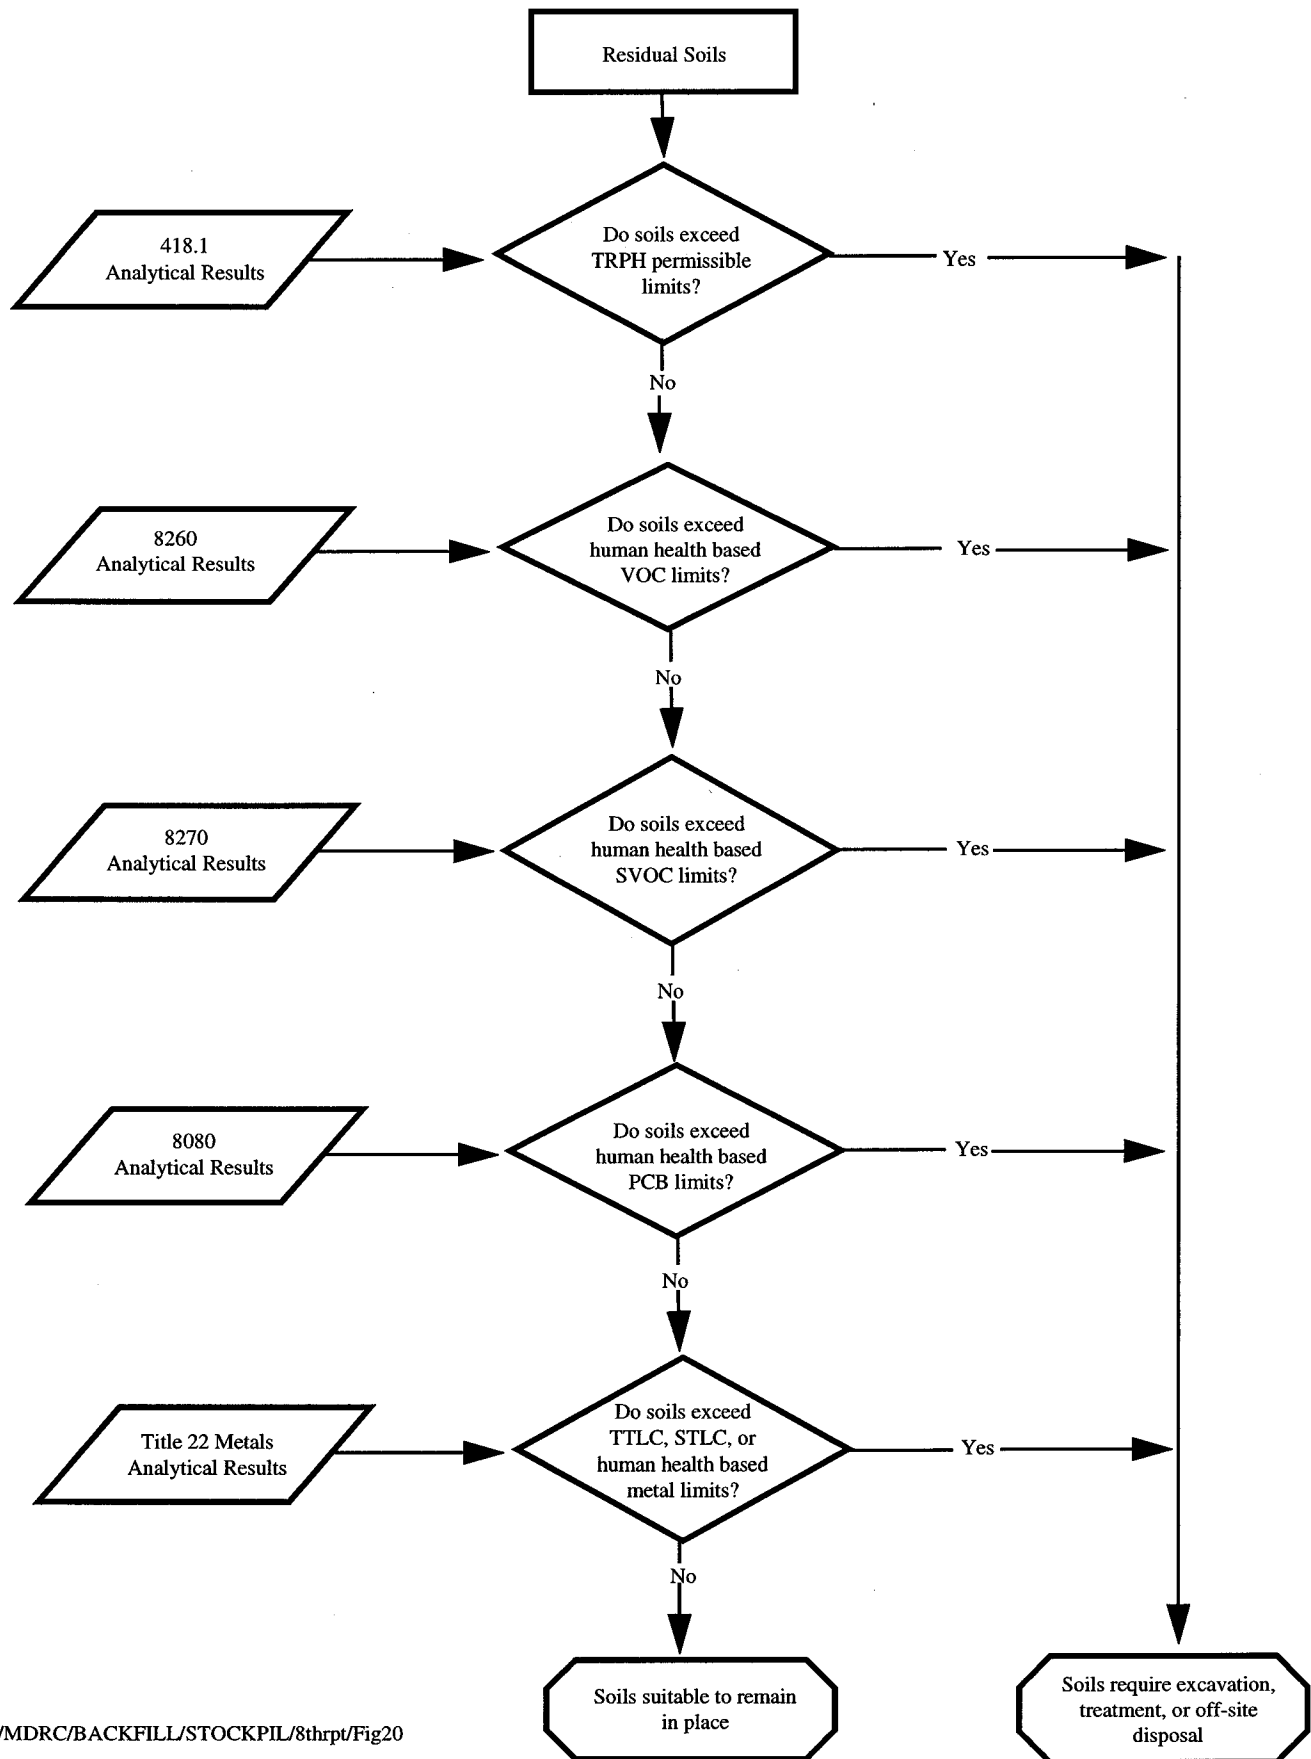 Residual Soils
418.1
Analytical Results
Do soils exceed
TRPH permissible
limits?
Yes
No
8260
Analytical Results
Do soils exceed
human health based
VOC limits?
Yes
No
8270
Analytical Results
Do soils exceed
human health based
SVOC limits?
Yes
No
8080
Analytical Results
Do soils exceed
human health based
PCB limits?
Yes
No
Title 22 Metals
Analytical Results
Do soils exceed
TTLC, STLC, or
human health based
metal limits?
Yes
No
Soils suitable to remain
in place
Soils require excavation,
treatment, or off-site
disposal
/MDRC/BACKFILL/STOCKPIL/8thrpt/Fig20